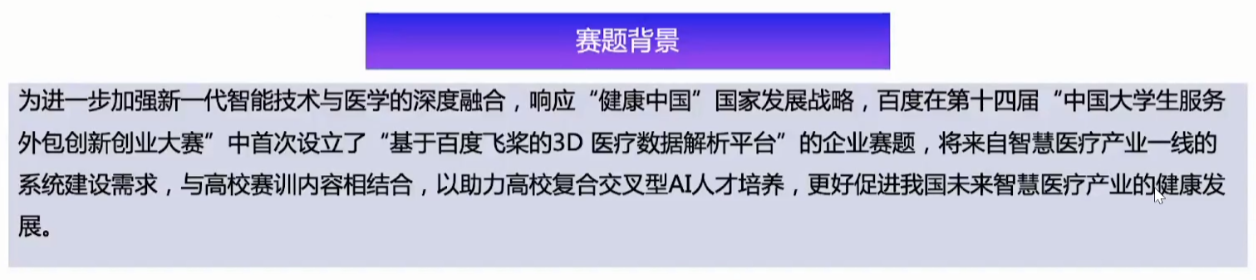 赛题背景
为进一步加强新一代智能技术与医学的深度融合，响应“健康中国”国家发展战略，百度在第十四届“中国大学生服务
外包创新创业大赛”中首次设立了“基于百度飞桨的3D 医疗数据解析平台”的企业赛题，将来自智慧医疗产业一线的
系统建设需求，与高校赛训内容相结合，以助力高校复合交叉型AI人才培养，更好促进我国未来智慧医疗产业的健康发
展。